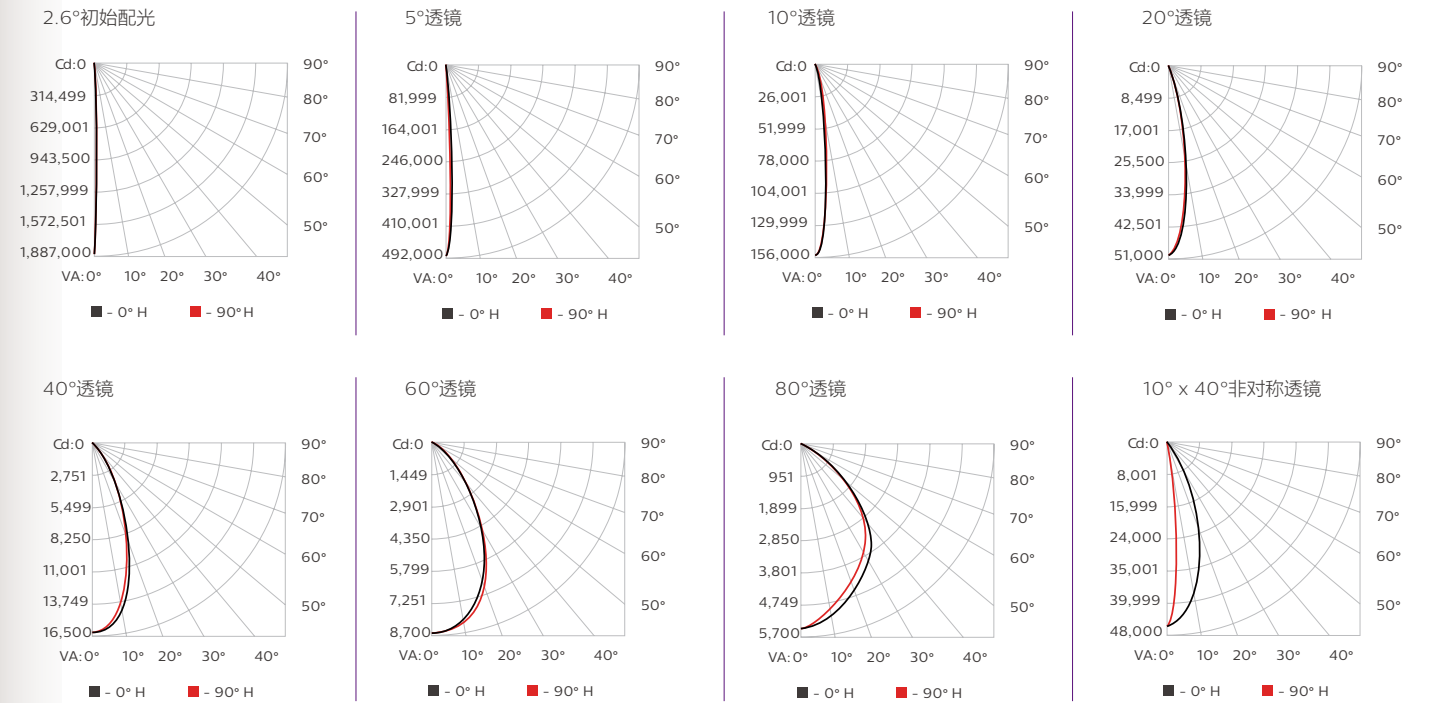 2.6°初始配光
Cd:0
314,499
629,001
943,500
1,257,999
1,572,501
1,887,000
VA:0° 10° 20° 30° 40°
50°
60°
70°
80°
90°
- 0° H - 90° H
5°透镜
Cd:0
81,999
164,001
246,000
327,999
410,001
492,000
VA:0° 10° 20° 30° 40°
50°
60°
70°
80°
90°
- 0° H - 90° H
10°透镜
Cd:0
26,001
51,999
78,000
104,001
129,999
156,000
VA:0° 10° 20° 30° 40°
50°
60°
70°
80°
90°
- 0° H - 90° H
20°透镜
Cd:0
8,499
17,001
25,500
33,999
42,501
51,000
VA:0° 10° 20° 30° 40°
50°
60°
70°
80°
90°
- 0° H - 90° H
40°透镜
Cd:0
2,751
5,499
8,250
11,001
13,749
16,500
VA:0° 10° 20° 30° 40°
50°
60°
70°
80°
90°
- 0° H - 90° H
60°透镜
Cd:0
1,449
2,901
4,350
5,799
7,251
8,700
VA:0° 10° 20° 30° 40°
50°
60°
70°
80°
90°
- 0° H - 90° H
80°透镜
Cd:0
951
1,899
2,850
3,801
4,749
5,700
VA:0° 10° 20° 30° 40°
50°
60°
70°
80°
90°
- 0° H - 90° H
10° x 40°非对称透镜
Cd:0
8,001
15,999
24,000
35,001
39,999
48,000
VA:0° 10° 20° 30° 40°
50°
60°
70°
80°
90°
- 0° H - 90° H